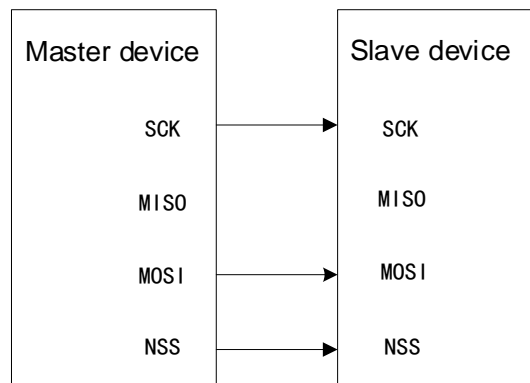 Master device
SCK
MISO
MOSI
NSS
Slave device
SCK
MISO
MOSI
NSS